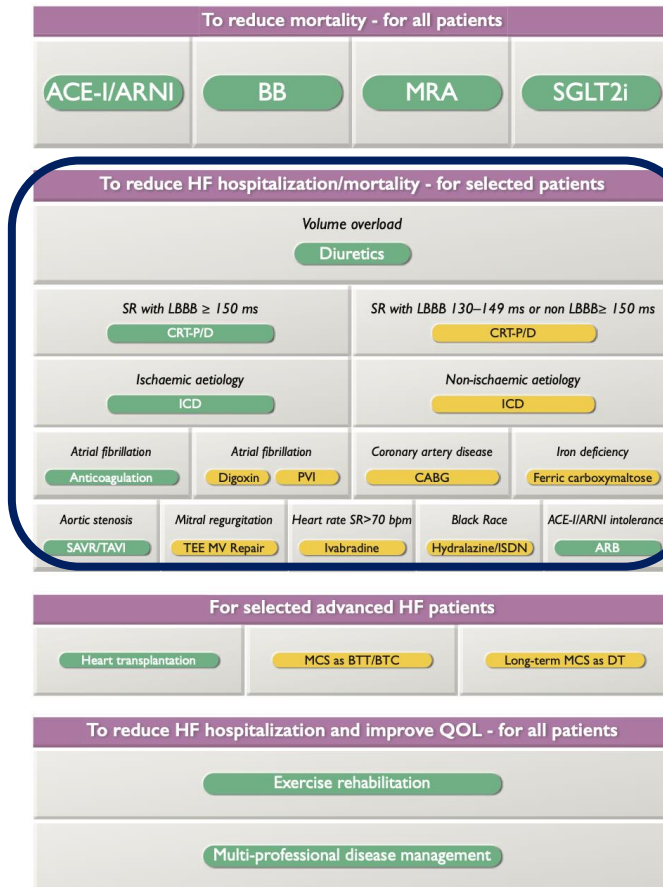 To reduce mortality - for all patients
ACE-I/ARNI
BB
MRA
SGLT2i
To reduce HF hospitalization/mortality - for selected patients
Volume overload
Diuretics
SR with LBBB ≥ 150 ms
CRT-P/D
SR with LBBB 130–149 ms or non LBBB≥ 150 ms
CRT-P/D
Ischaemic aetiology
ICD
Non-ischaemic aetiology
ICD
Atrial fibrillation
Anticoagulation
Atrial fibrillation
Digoxin
PVI
Coronary artery disease
CABG
Iron deficiency
Ferric carboxymaltose
Aortic stenosis
SAVR/TAVI
Mitral regurgitation
TEE MV Repair
Heart rate SR>70 bpm
Ivabradine
Black Race
Hydralazine/ISDN
ACE-I/ARNI intolerance
ARB
For selected advanced HF patients
Heart transplantation
MCS as BTT/BTC
Long-term MCS as DT
To reduce HF hospitalization and improve QOL - for all patients
Exercise rehabilitation
Multi-professional disease management